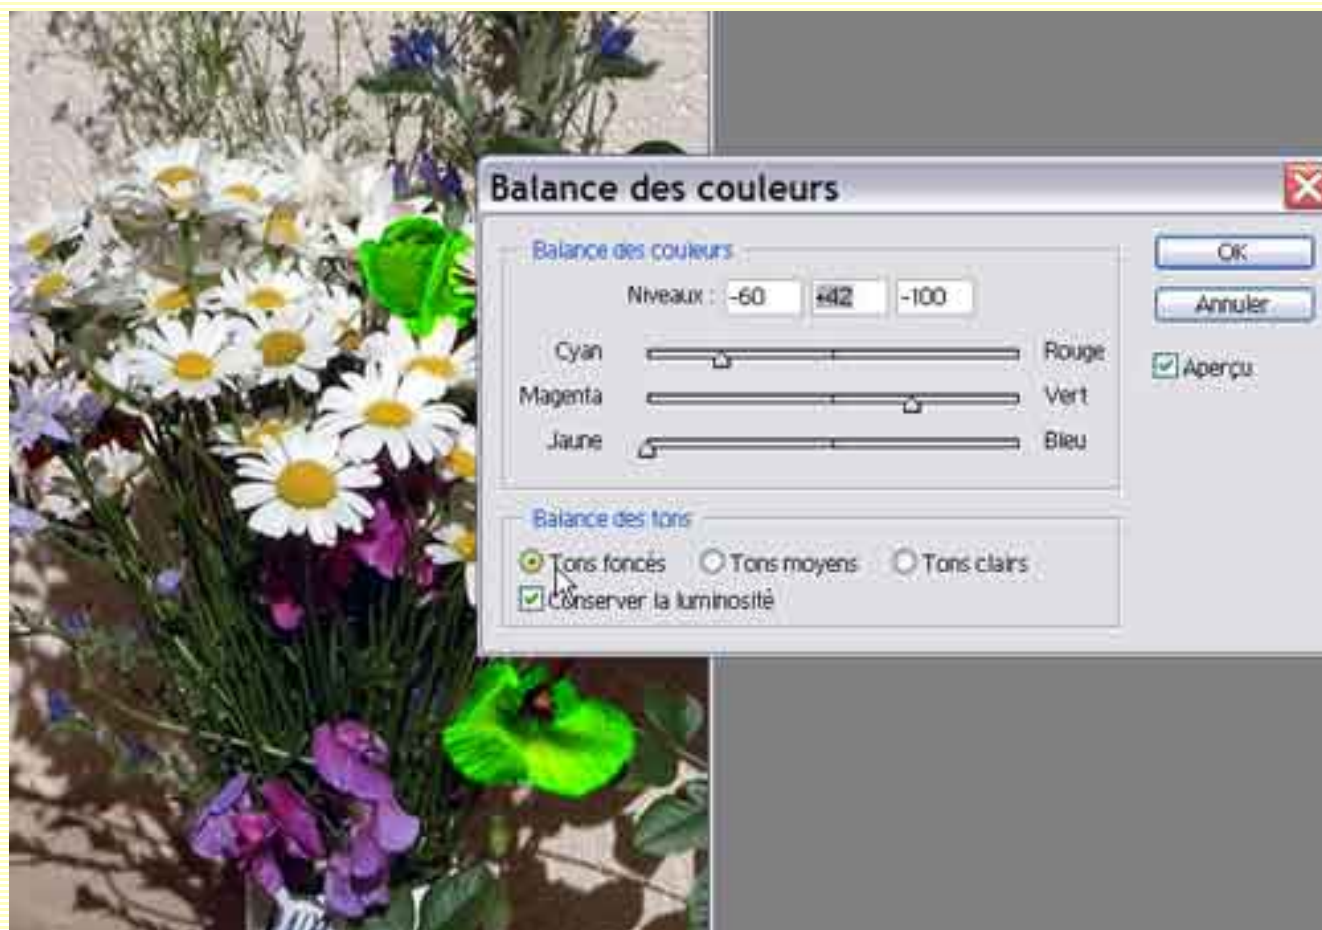 Balance des couleurs
Balance des couleurs
OK
Niveaux : -60 +42 -100
Annuler
Cyan Rouge
Aperçu
Magenta Vert
Jaune Bleu
Balance des tons
Tons foncés Tons moyens Tons clairs
Conserver la luminosité